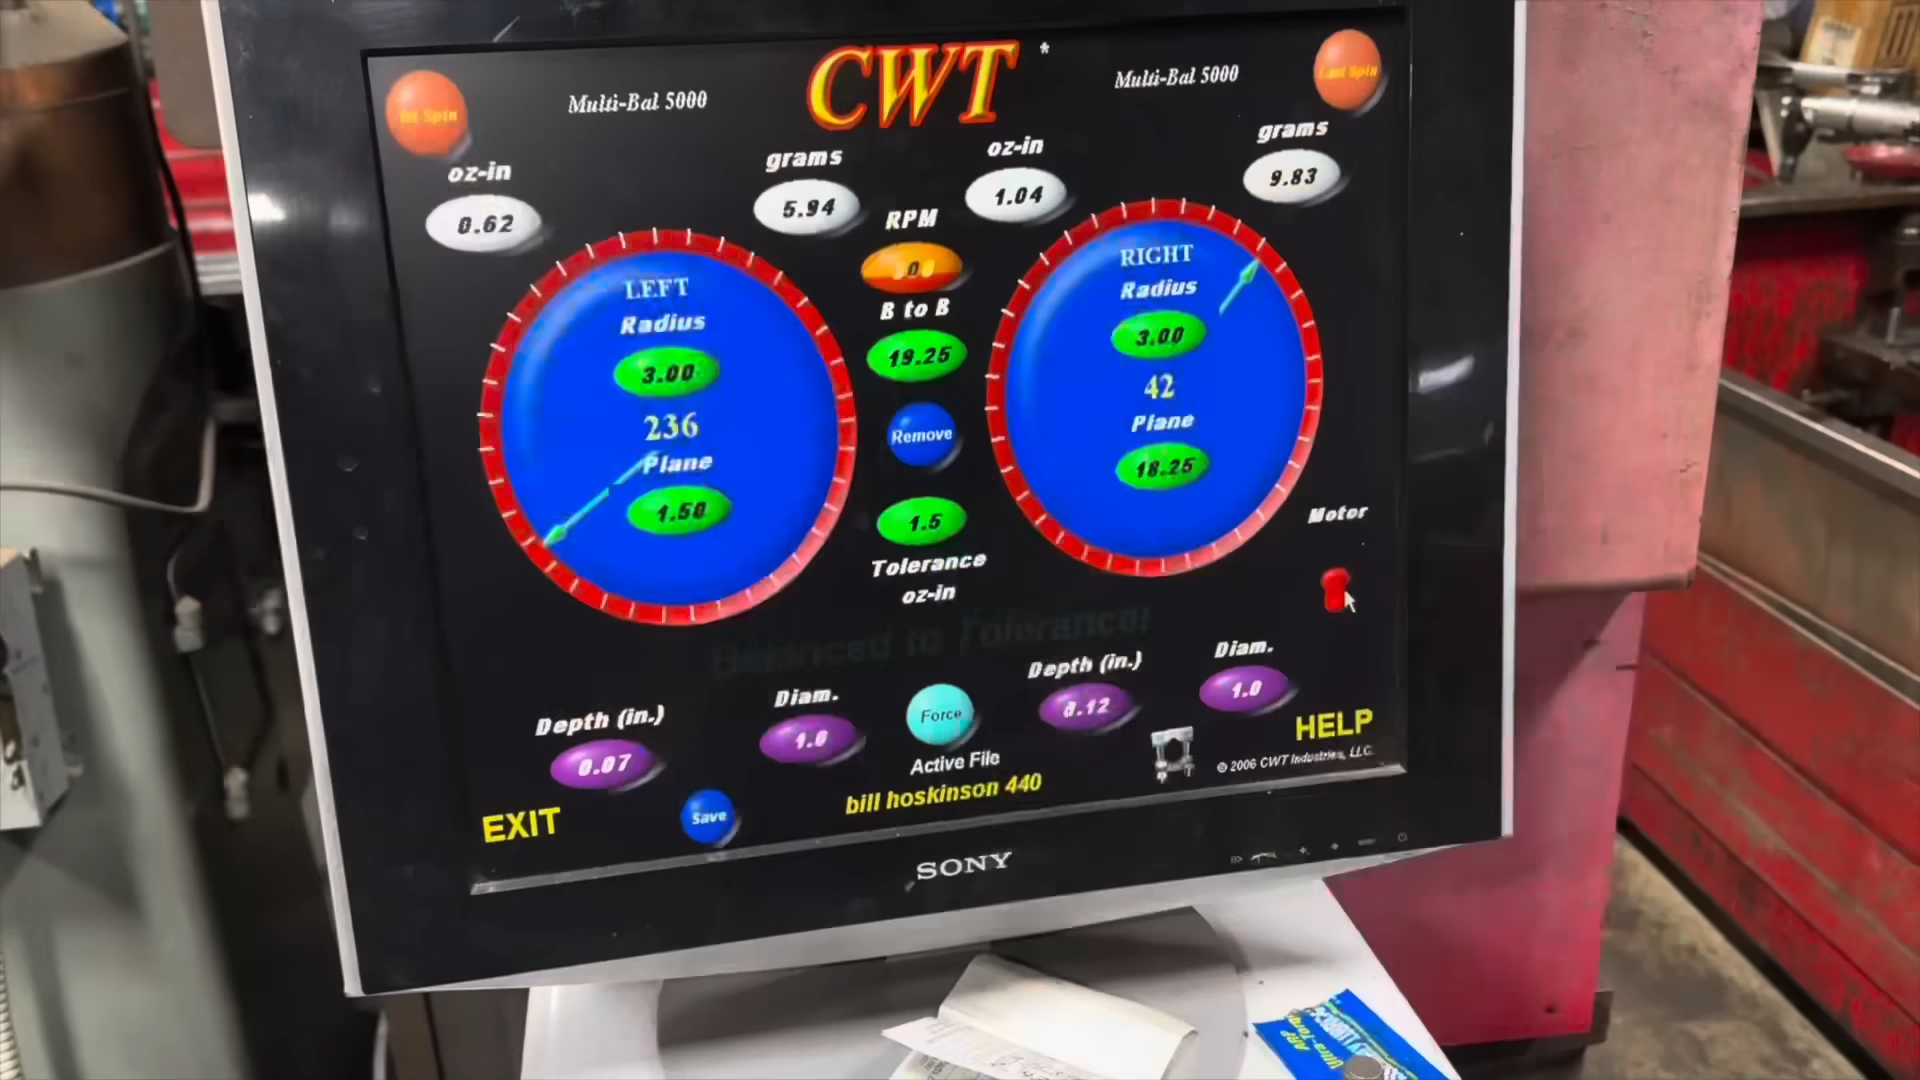 CWT *
Multi-Bal 5000
Multi-Bal 5000
Last Spin
oz-in
0.62
grams
5.94
oz-in
1.04
grams
9.83
RPM
0
B to B
19.25
Remove
1.5
Tolerance
oz-in
LEFT
Radius
3.00
236
Plane
1.50
RIGHT
Radius
3.00
42
Plane
18.25
Motor
Balanced to Tolerance!
Depth (in.)
0.07
Diam.
1.0
Force
Depth (in.)
0.12
Diam.
1.0
Active File
bill hoskinson 440
HELP
© 2006 CWT Industries, LLC.
EXIT
Save
SONY
ARP
Ultra-Torque